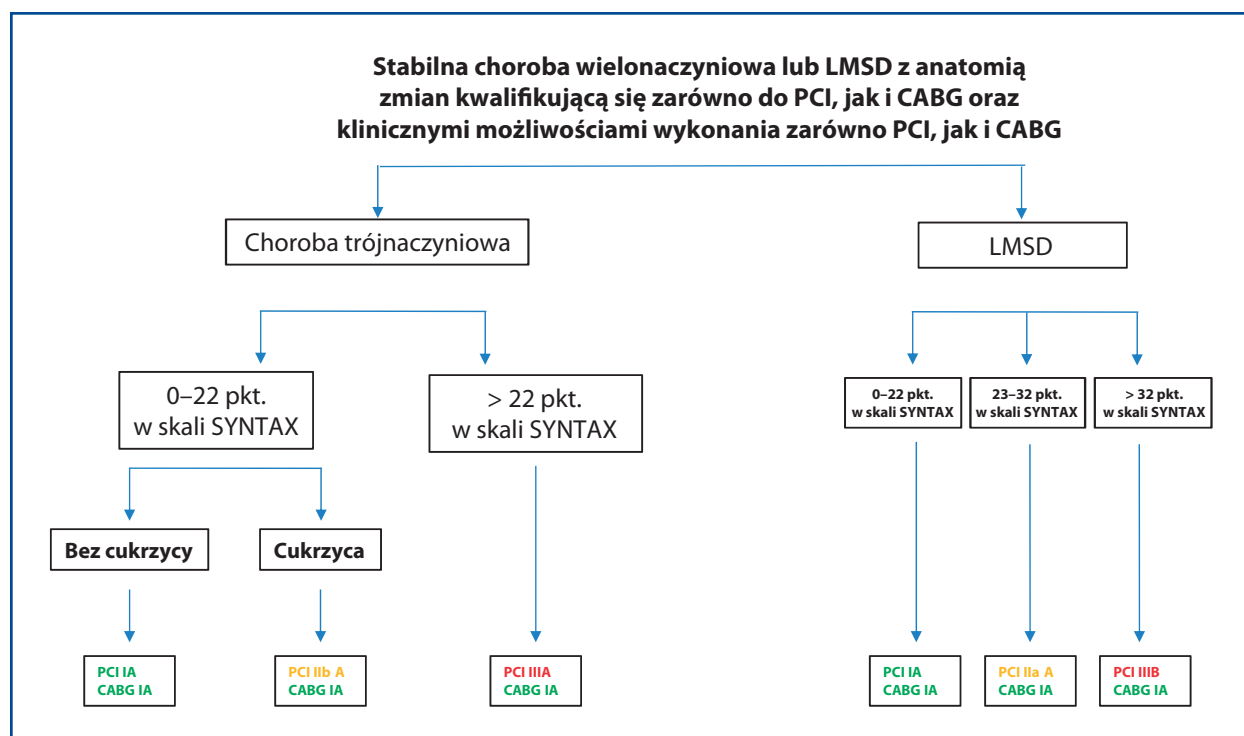 Stabilna choroba wielonaczyniowa lub LMSD z anatomią
zmian kwalifikującą się zarówno do PCI, jak i CABG oraz
klinicznymi możliwościami wykonania zarówno PCI, jak i CABG
Choroba trójnaczyniowa
LMSD
0–22 pkt.
w skali SYNTAX
> 22 pkt.
w skali SYNTAX
0–22 pkt.
w skali SYNTAX
23–32 pkt.
w skali SYNTAX
> 32 pkt.
w skali SYNTAX
Bez cukrzycy
Cukrzyca
PCI IA
CABG IA
PCI IIb A
CABG IA
PCI IIIA
CABG IA
PCI IA
CABG IA
PCI IIa A
CABG IA
PCI IIIB
CABG IA